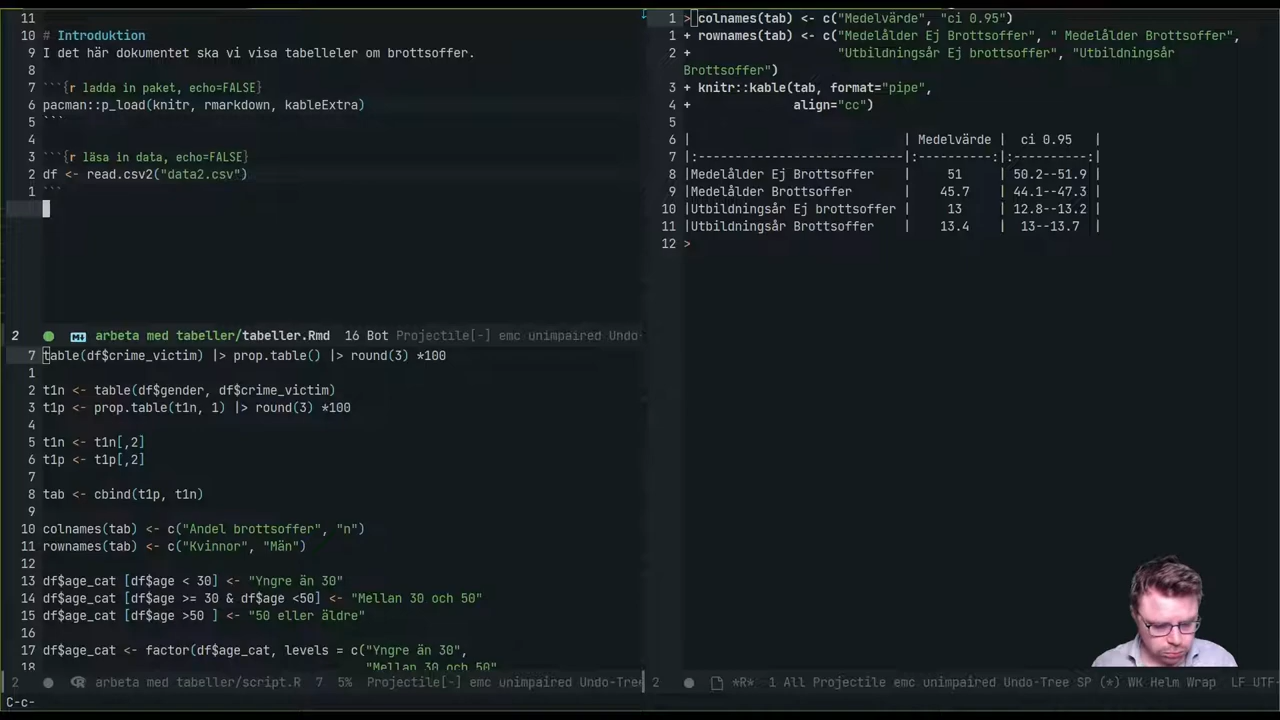 11
10 # Introduktion
9 I det här dokumentet ska vi visa tabelleler om brottsoffer.
8
7 ```{r ladda in paket, echo=FALSE}
6 pacman::p_load(knitr, rmarkdown, kableExtra)
5 ```
4
3 ```{r läsa in data, echo=FALSE}
2 df <- read.csv2("data2.csv")
1 ```
2 arbeta med tabeller/tabeller.Rmd 16 Bot Projectile[-] emc unimpaired Undo-
7 table(df$crime_victim) |> prop.table() |> round(3) *100
1
2 t1n <- table(df$gender, df$crime_victim)
3 t1p <- prop.table(t1n, 1) |> round(3) *100
4
5 t1n <- t1n[,2]
6 t1p <- t1p[,2]
7
8 tab <- cbind(t1p, t1n)
9
10 colnames(tab) <- c("Andel brottsoffer", "n")
11 rownames(tab) <- c("Kvinnor", "Män")
12
13 df$age_cat [df$age < 30] <- "Yngre än 30"
14 df$age_cat [df$age >= 30 & df$age <50] <- "Mellan 30 och 50"
15 df$age_cat [df$age >50 ] <- "50 eller äldre"
16
17 df$age_cat <- factor(df$age_cat, levels = c("Yngre än 30",
18 "Mellan 30 och 50"
2 R arbeta med tabeller/script.R 7 5% Projectile[-] emc unimpaired Undo-Tree
C-c-
1 > colnames(tab) <- c("Medelvärde", "ci 0.95")
1 + rownames(tab) <- c("Medelålder Ej Brottsoffer", " Medelålder Brottsoffer",
2 + "Utbildningsår Ej brottsoffer", "Utbildningsår
Brottsoffer")
3 + knitr::kable(tab, format="pipe",
4 + align="cc")
5
6 | | Medelvärde | ci 0.95 |
7 |:----------------------------|:----------:|:----------:|
8 |Medelålder Ej Brottsoffer | 51 | 50.2--51.9 |
9 |Medelålder Brottsoffer | 45.7 | 44.1--47.3 |
10 |Utbildningsår Ej brottsoffer | 13 | 12.8--13.2 |
11 |Utbildningsår Brottsoffer | 13.4 | 13--13.7 |
12 >
2 *R* 1 All Projectile emc unimpaired Undo-Tree SP (*) WK Helm Wrap LF UTF-